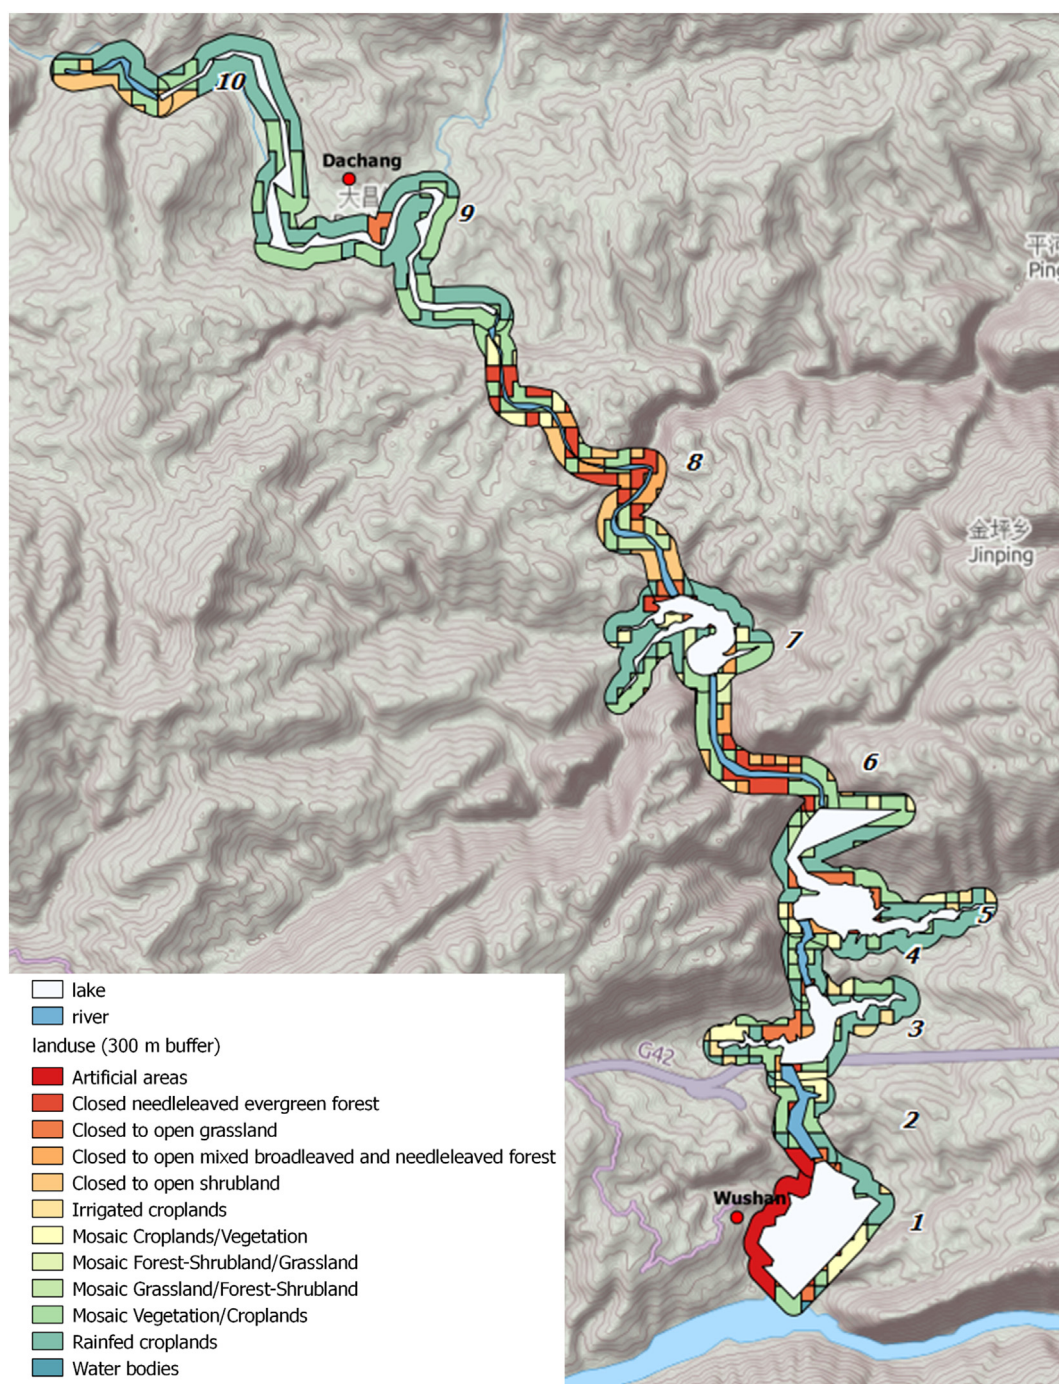 10
Dachang
大昌
9
平河
Ping
8
金坪乡
Jinping
7
6
5
4
3
G42
2
Wushan
1
lake
river
landuse (300 m buffer)
Artificial areas
Closed needleleaved evergreen forest
Closed to open grassland
Closed to open mixed broadleaved and needleleaved forest
Closed to open shrubland
Irrigated croplands
Mosaic Croplands/Vegetation
Mosaic Forest-Shrubland/Grassland
Mosaic Grassland/Forest-Shrubland
Mosaic Vegetation/Croplands
Rainfed croplands
Water bodies